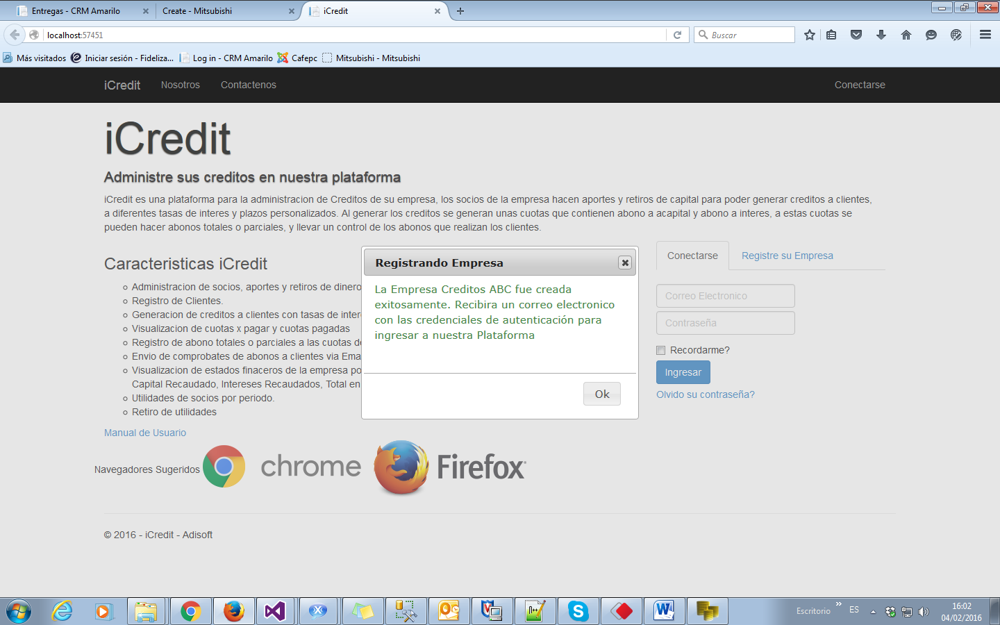 Entregas - CRM Amarilo
Create - Mitsubishi
iCredit
localhost:57451
Buscar
Más visitados
Iniciar sesión - Fideliza...
Log in - CRM Amarilo
Cafepc
Mitsubishi - Mitsubishi
iCredit
Nosotros
Contactenos
Conectarse
iCredit
Administre sus creditos en nuestra plataforma
iCredit es una plataforma para la administracion de Creditos de su empresa, los socios de la empresa hacen aportes y retiros de capital para poder generar creditos a clientes,
a diferentes tasas de interes y plazos personalizados. Al generar los creditos se generan unas cuotas que contienen abono a acapital y abono a interes, a estas cuotas se
pueden hacer abonos totales o parciales, y llevar un control de los abonos que realizan los clientes.
Caracteristicas iCredit
Administracion de socios, aportes y retiros de dinero
Registro de Clientes.
Generacion de creditos a clientes con tasas de inter
Visualizacion de cuotas x pagar y cuotas pagadas
Registro de abono totales o parciales a las cuotas d
Envio de comprobates de abonos a clientes via Ema
Visualizacion de estados finaceros de la empresa po
Capital Recaudado, Intereses Recaudados, Total en
Utilidades de socios por periodo.
Retiro de utilidades
Manual de Usuario
Navegadores Sugeridos
chrome
Firefox
Registrando Empresa
La Empresa Creditos ABC fue creada
exitosamente. Recibira un correo electronico
con las credenciales de autenticación para
ingresar a nuestra Plataforma
Ok
Conectarse
Registre su Empresa
Correo Electronico
Contraseña
Recordarme?
Ingresar
Olvido su contraseña?
© 2016 - iCredit - Adisoft
Escritorio
ES
16:02
04/02/2016